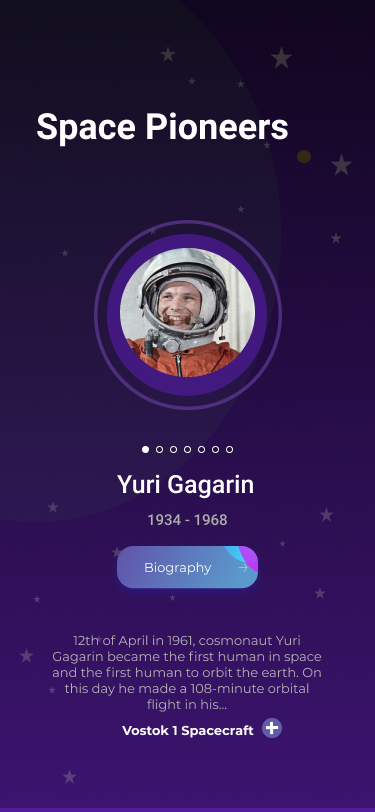 Space Pioneers
Yuri Gagarin
1934 - 1968
Biography
12th of April in 1961, cosmonaut Yuri
Gagarin became the first human in space
and the first human to orbit the earth. On
this day he made a 108-minute orbital
flight in his...
Vostok 1 Spacecraft